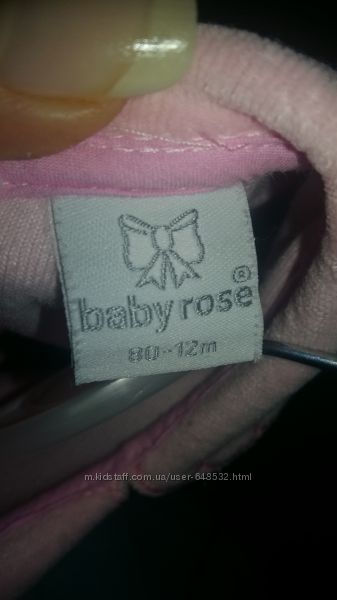 baby rose®
80-12m
m.kidstaff.com.ua/user-648532.html